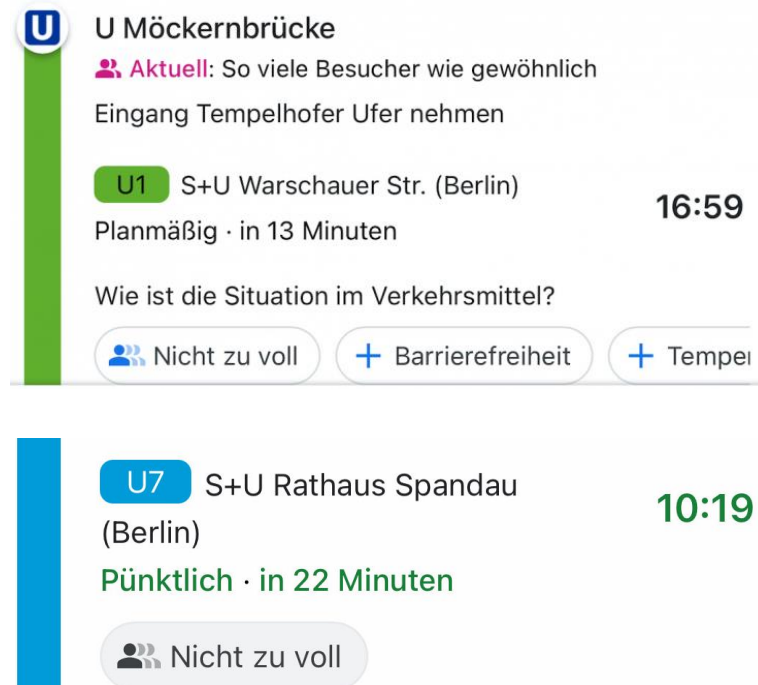 U
U Möckernbrücke
Aktuell: So viele Besucher wie gewöhnlich
Eingang Tempelhofer Ufer nehmen
U1 S+U Warschauer Str. (Berlin)
16:59
Planmäßig · in 13 Minuten
Wie ist die Situation im Verkehrsmittel?
Nicht zu voll + Barrierefreiheit + Temper
U7 S+U Rathaus Spandau
10:19
(Berlin)
Pünktlich · in 22 Minuten
Nicht zu voll